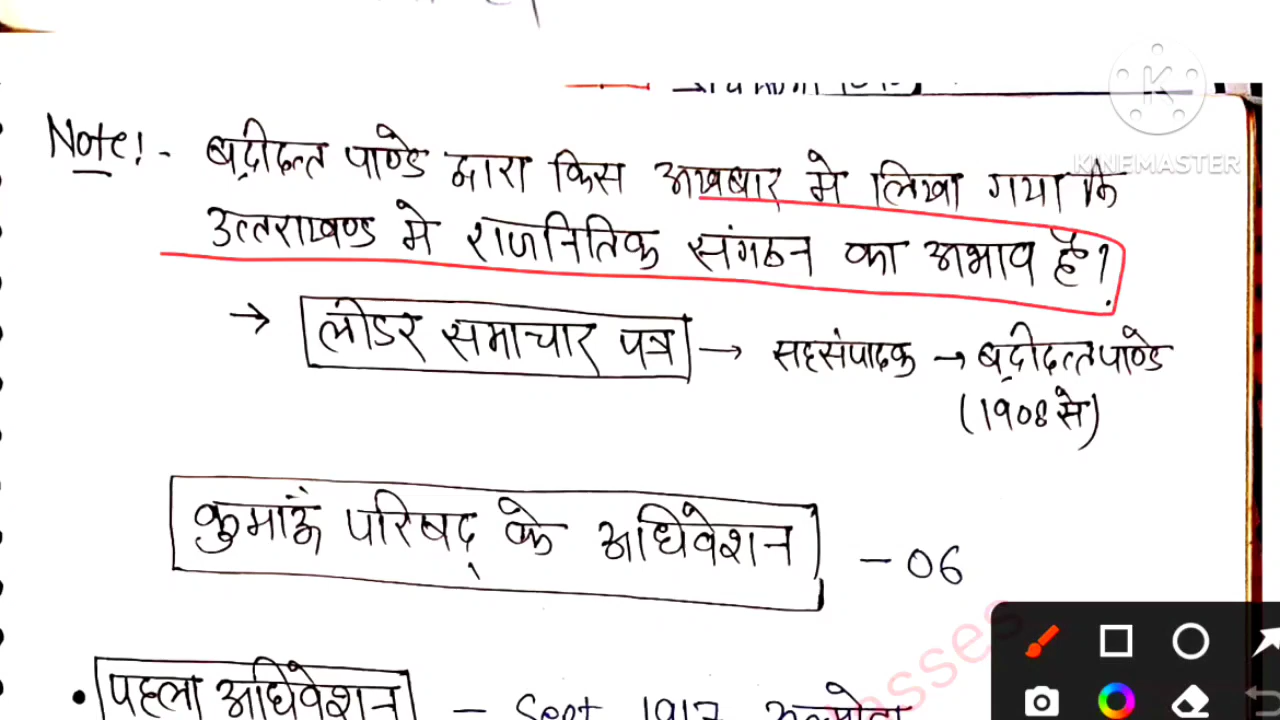 KINEMASTER
Note:- बद्रीदत्त पाण्डे द्वारा किस अखबार मे लिखा गया कि
उत्तराखण्ड मे राजनितिक संगठन का अभाव है?
→ लीडर समाचार पत्र → सहसंपादक → बद्रीदत्त पाण्डे
(1908 से)
कुमाऊँ परिषद् के अधिवेशन - 06
• पहला अधिवेशन - Sept 1917 अल्मोड़ा